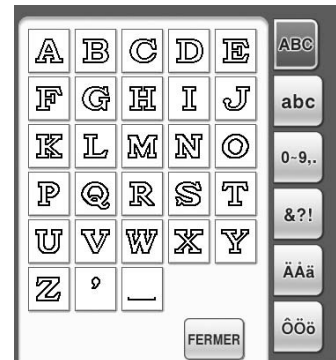 A B C D E
F G H I J
K L M N O
P Q R S T
U V W X Y
Z , _
FERMER
ABC
abc
0~9,.
&?!
ÄÅä
ÔÖö